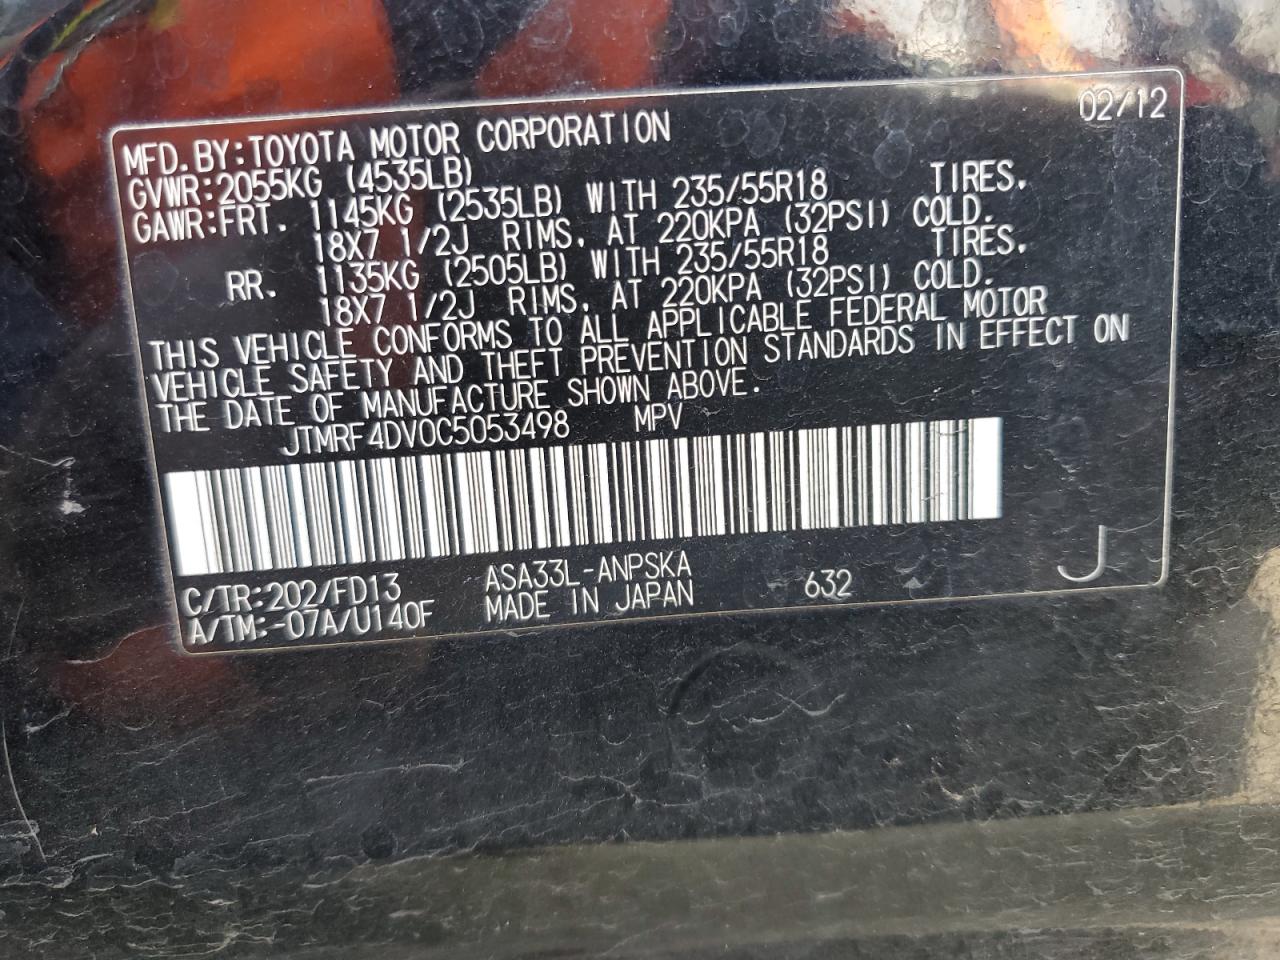 02/12
MFD.BY:TOYOTA MOTOR CORPORATION
GVWR:2055KG (4535LB)
GAWR:FRT. 1145KG (2535LB) WITH 235/55R18 TIRES,
18X7 1/2J RIMS, AT 220KPA (32PSI) COLD.
RR. 1135KG (2505LB) WITH 235/55R18 TIRES,
18X7 1/2J RIMS, AT 220KPA (32PSI) COLD.
THIS VEHICLE CONFORMS TO ALL APPLICABLE FEDERAL MOTOR
VEHICLE SAFETY AND THEFT PREVENTION STANDARDS IN EFFECT ON
THE DATE OF MANUFACTURE SHOWN ABOVE.
JTMRF4DV0C5053498 MPV
C/TR:202/FD13 ASA33L-ANPSKA
A/TM:-07A/U140F MADE IN JAPAN 632 J